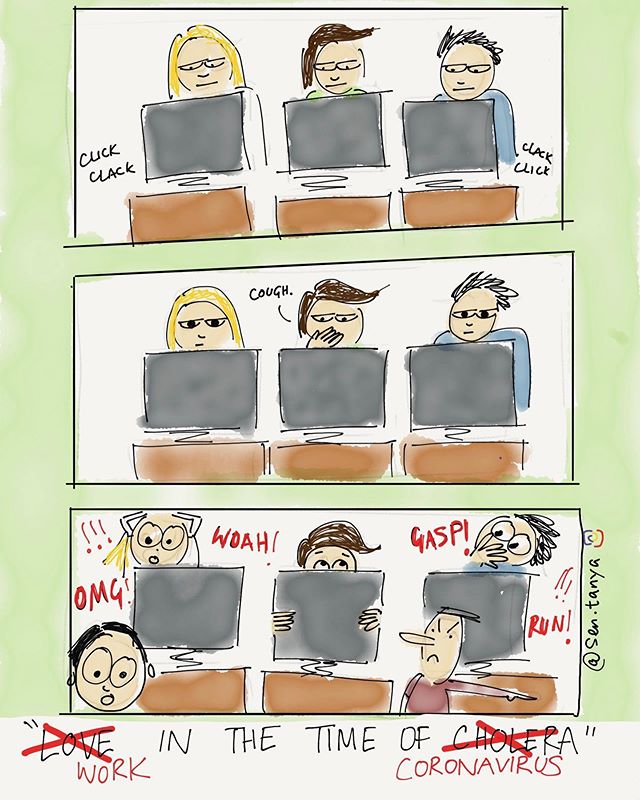 CLICK
CLACK
CLACK
CLICK
COUGH.
!!!
WOAH!
GASP!
OMG!
!!!
RUN!
@sen.tanya
"LOVE IN THE TIME OF CHOLERA"
WORK CORONAVIRUS